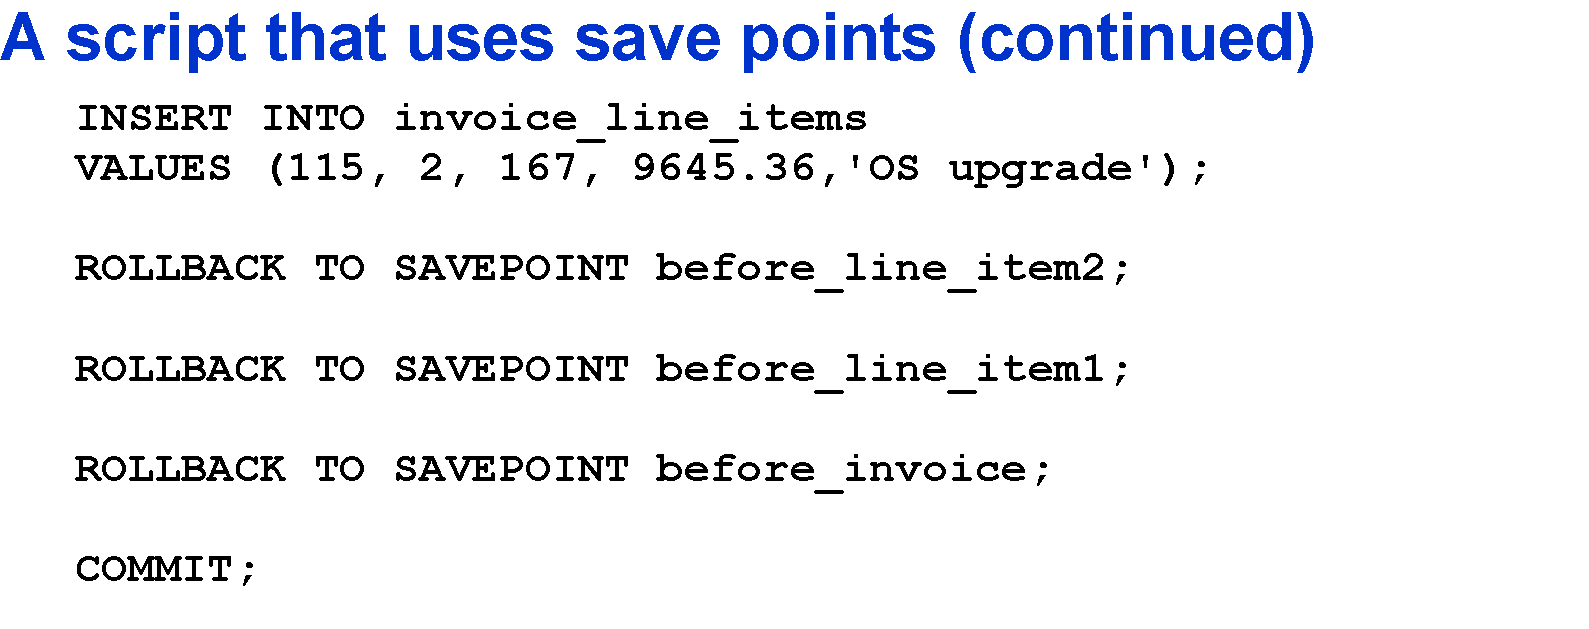 A script that uses save points (continued)
INSERT INTO invoice_line_items
VALUES (115, 2, 167, 9645.36,'OS upgrade');
ROLLBACK TO SAVEPOINT before_line_item2;
ROLLBACK TO SAVEPOINT before_line_item1;
ROLLBACK TO SAVEPOINT before_invoice;
COMMIT;